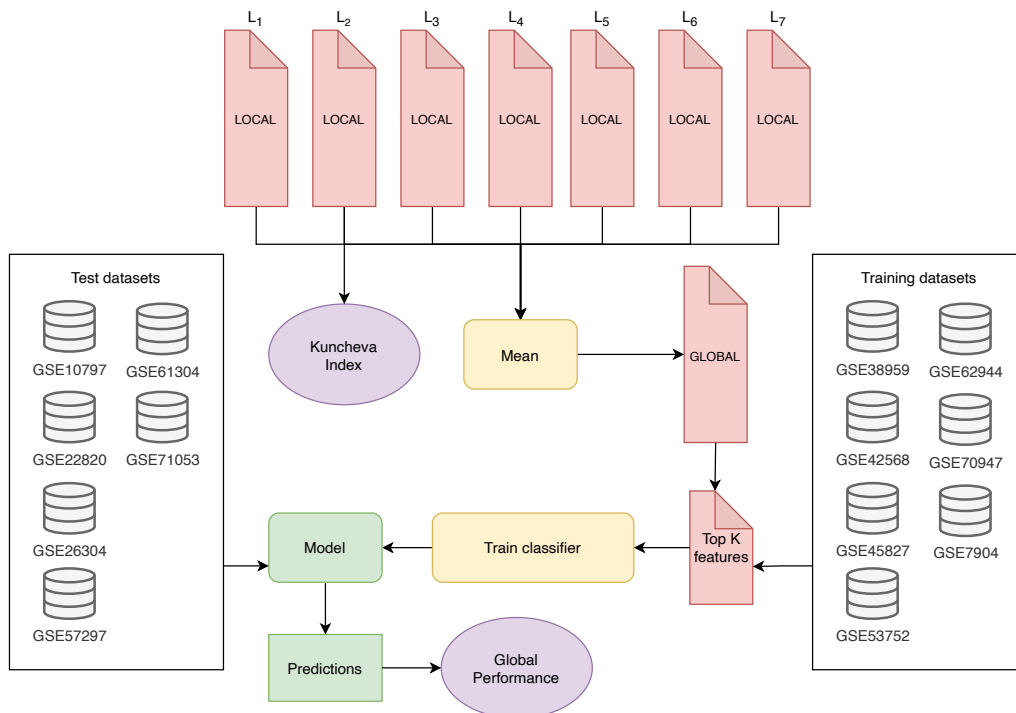 L1 L2 L3 L4 L5 L6 L7
LOCAL LOCAL LOCAL LOCAL LOCAL LOCAL LOCAL
Test datasets
GSE10797 GSE61304
GSE22820 GSE71053
GSE26304
GSE57297
Kuncheva
Index
Mean
GLOBAL
Training datasets
GSE38959 GSE62944
GSE42568 GSE70947
GSE45827 GSE7904
GSE53752
Top K
features
Train classifier
Model
Predictions
Global
Performance